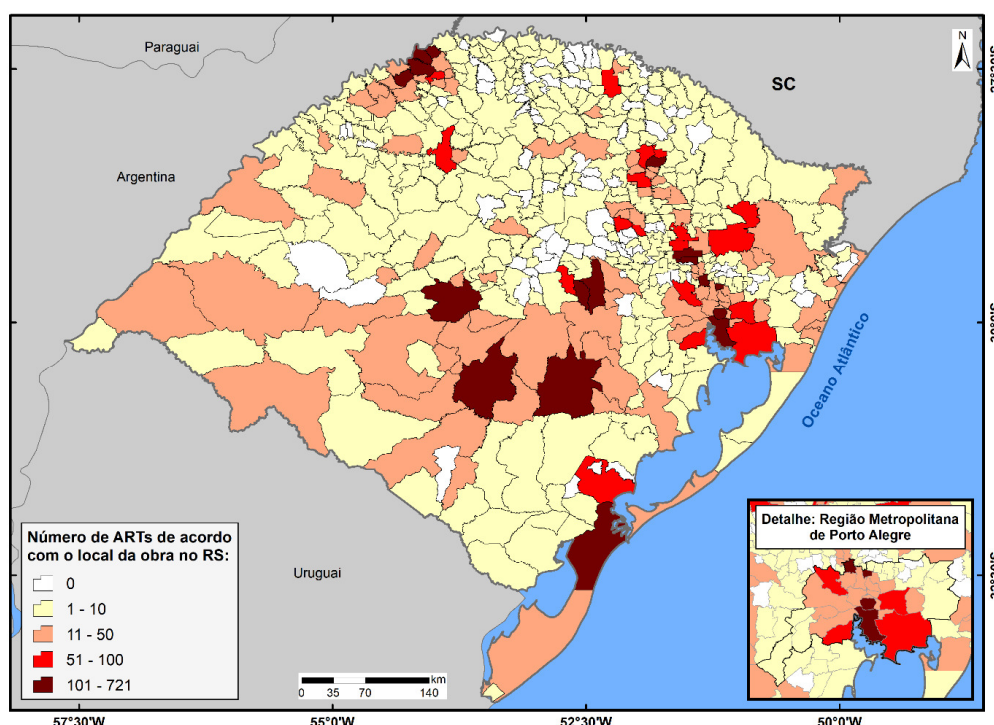 Paraguai
N
SC
Argentina
Oceano Atlântico
Uruguai
Número de ARTs de acordo
com o local da obra no RS:
0
1 - 10
11 - 50
51 - 100
101 - 721
km
0 35 70 140
Detalhe: Região Metropolitana
de Porto Alegre
57°30'W
55°0'W
52°30'W
50°0'W